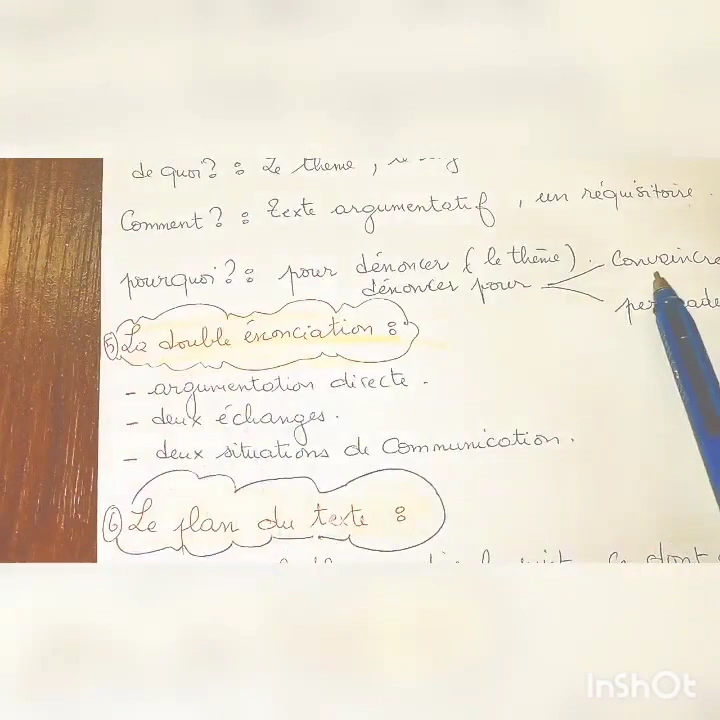 de quoi? : Le thème,
Comment? : Texte argumentatif, un réquisitoire.
pourquoi? : pour dénoncer (le thème). Convaincre
dénoncer pour
⑤ La double énonciation :
- argumentation directe.
- deux échanges.
- deux situations de Communication.
⑥ Le plan du texte :
dont
InShOt